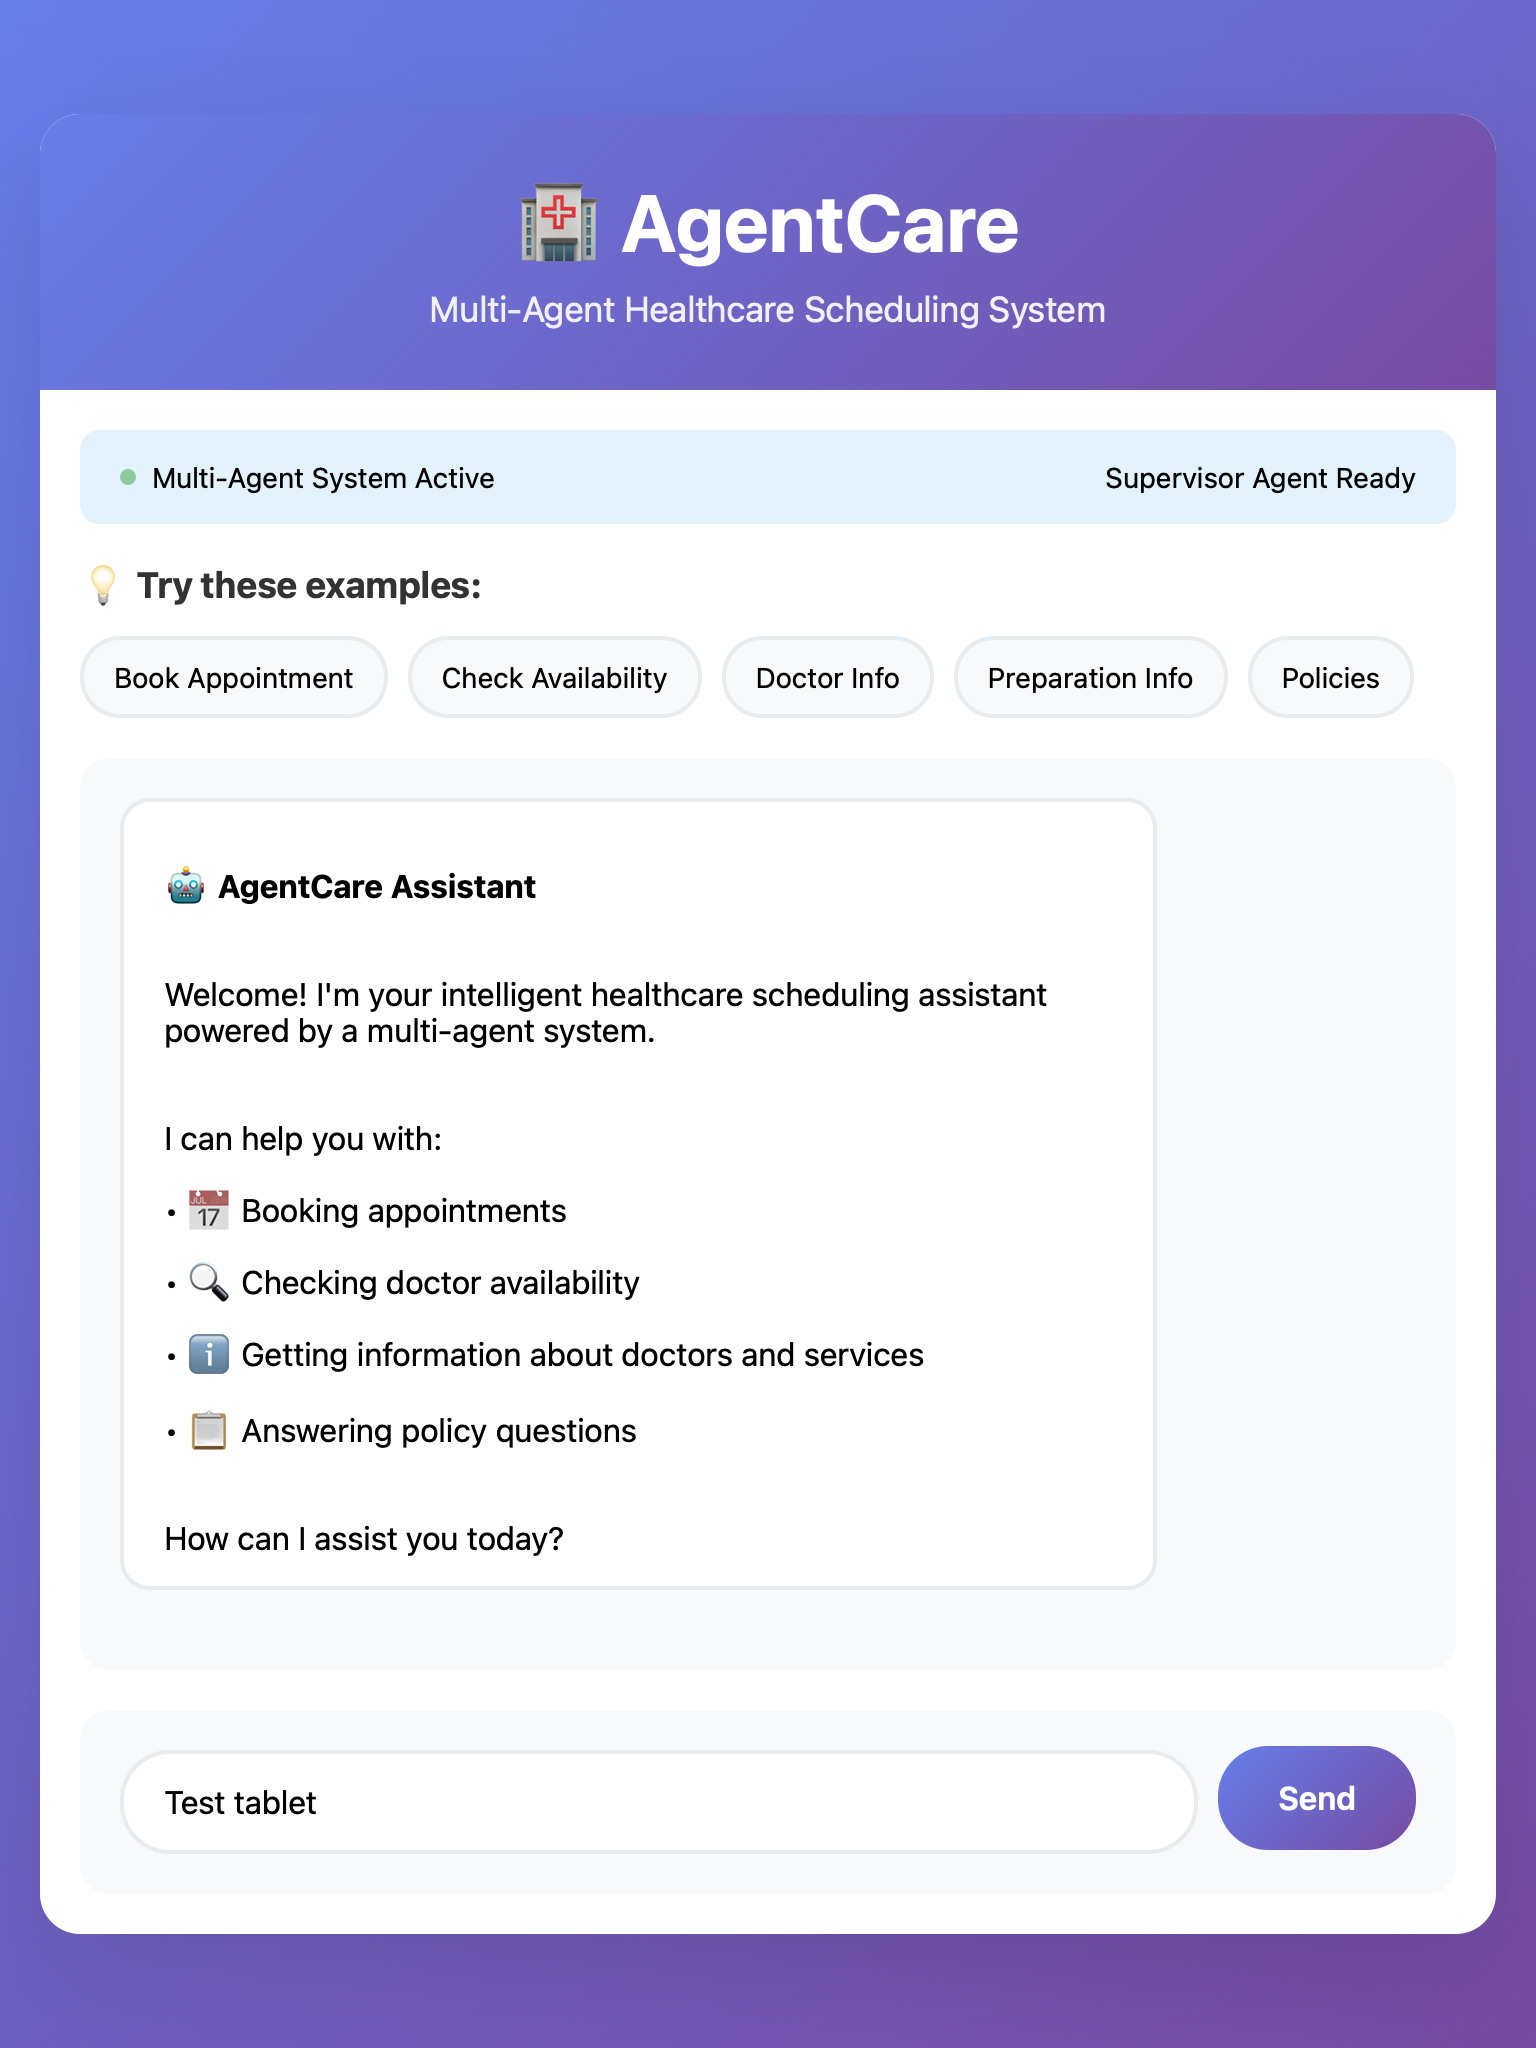 AgentCare
Multi-Agent Healthcare Scheduling System
Multi-Agent System Active
Supervisor Agent Ready
Try these examples:
Book Appointment
Check Availability
Doctor Info
Preparation Info
Policies
AgentCare Assistant
Welcome! I'm your intelligent healthcare scheduling assistant
powered by a multi-agent system.
I can help you with:
• 📅 Booking appointments
• 🔍 Checking doctor availability
• ℹ️ Getting information about doctors and services
• 📋 Answering policy questions
How can I assist you today?
Test tablet
Send